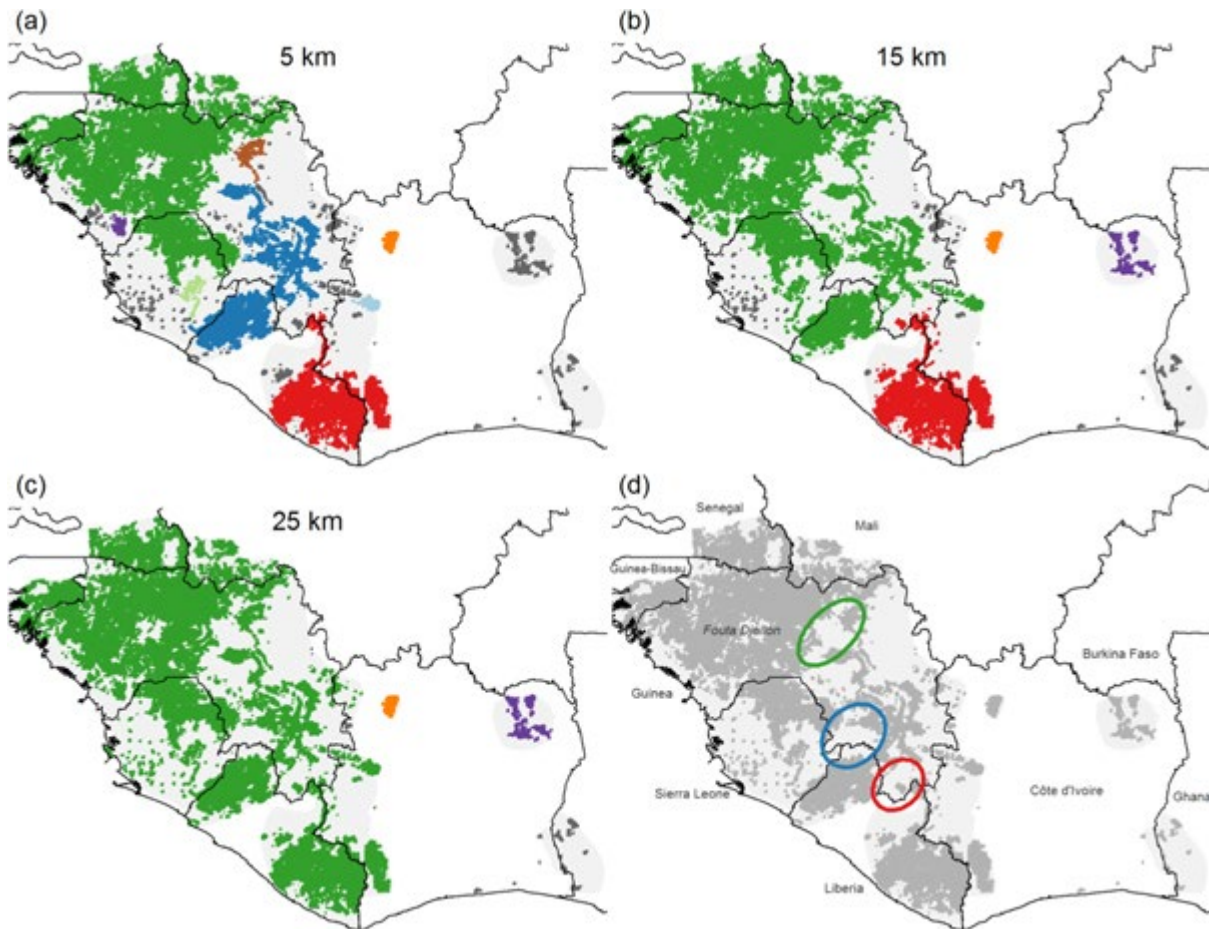 (a)
5 km
(b)
15 km
(c)
25 km
(d)
Senegal
Mali
Guinea-Bissau
Fouta Djallon
Burkina Faso
Guinea
Sierra Leone
Côte d'Ivoire
Ghana
Liberia